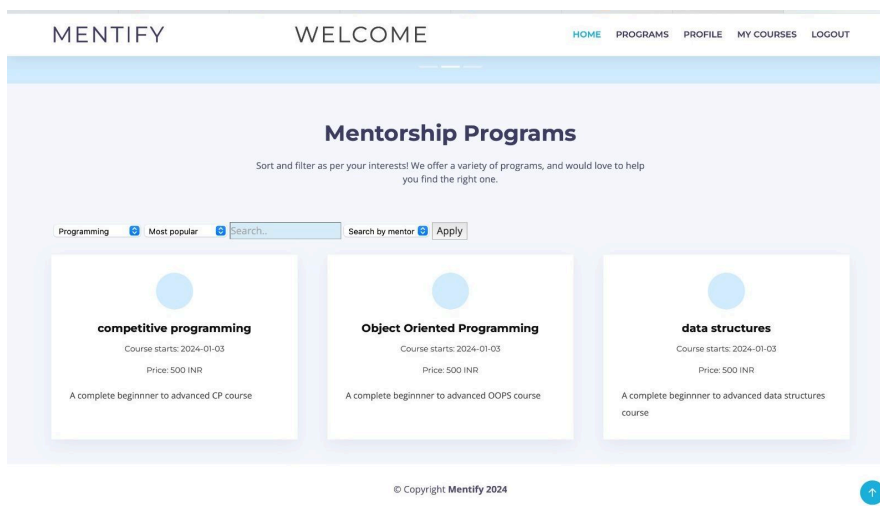 MENTIFY
WELCOME
HOME PROGRAMS PROFILE MY COURSES LOGOUT
Mentorship Programs
Sort and filter as per your interests! We offer a variety of programs, and would love to help
you find the right one.
Programming Most popular Search.. Search by mentor Apply
competitive programming
Course starts: 2024-01-03
Price: 500 INR
A complete beginnner to advanced CP course
Object Oriented Programming
Course starts: 2024-01-03
Price: 500 INR
A complete beginnner to advanced OOPS course
data structures
Course starts: 2024-01-03
Price: 500 INR
A complete beginnner to advanced data structures
course
© Copyright Mentify 2024